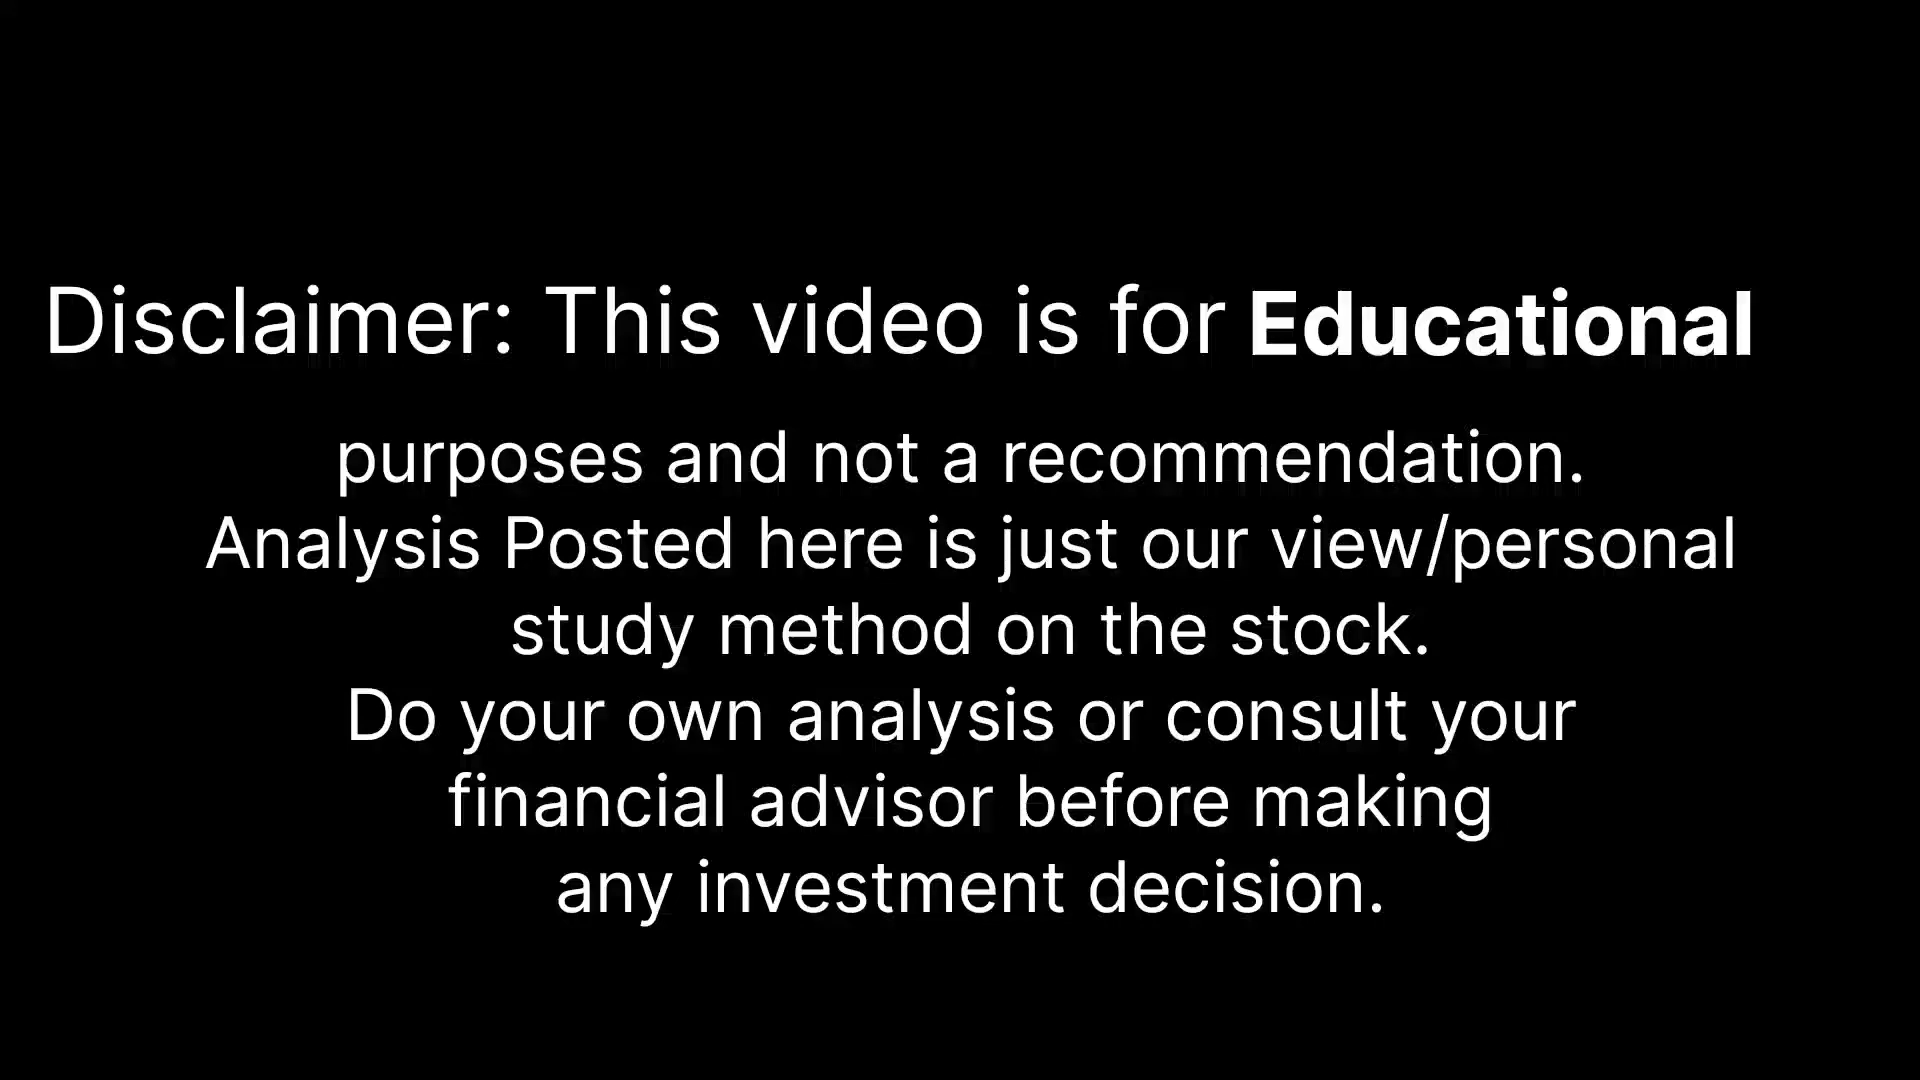 Disclaimer: This video is for Educational
purposes and not a recommendation.
Analysis Posted here is just our view/personal
study method on the stock.
Do your own analysis or consult your
financial advisor before making
any investment decision.